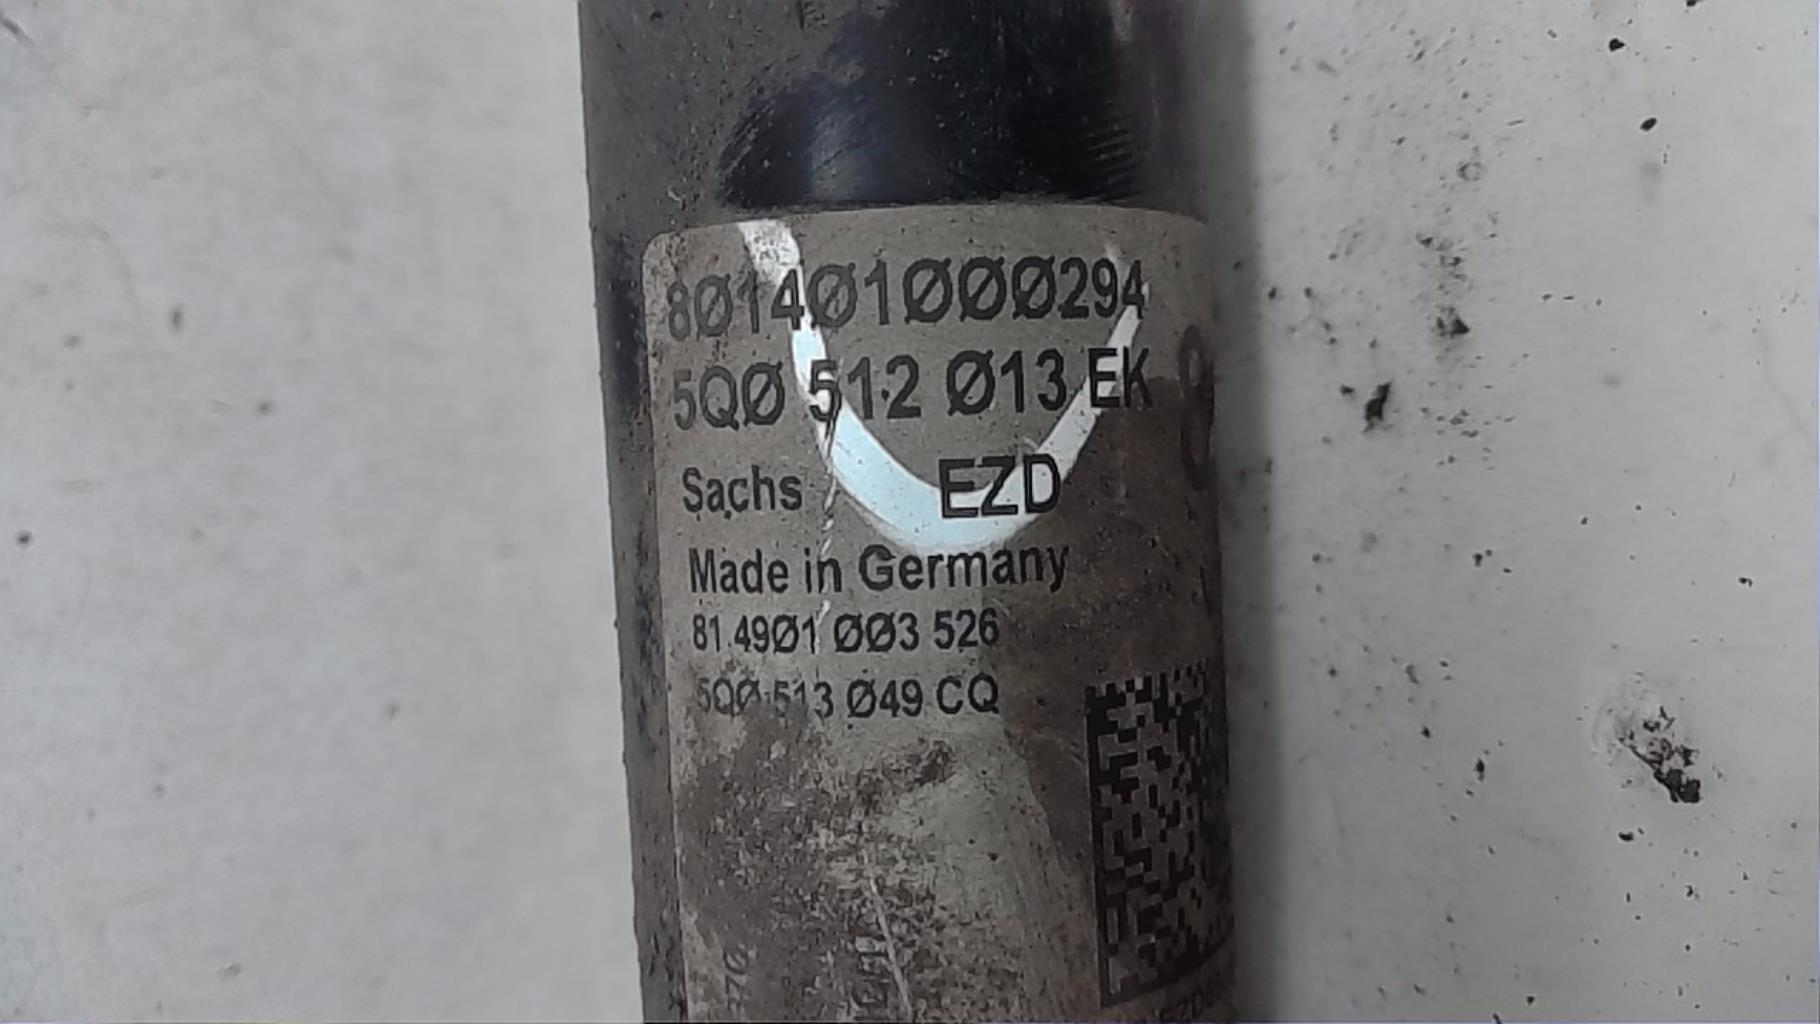 8Ø14Ø1ØØØ294
5QØ 512 Ø13 EK
Sachs EZD
Made in Germany
81.49Ø1 ØØ3 526
5QØ 513 Ø49 CQ